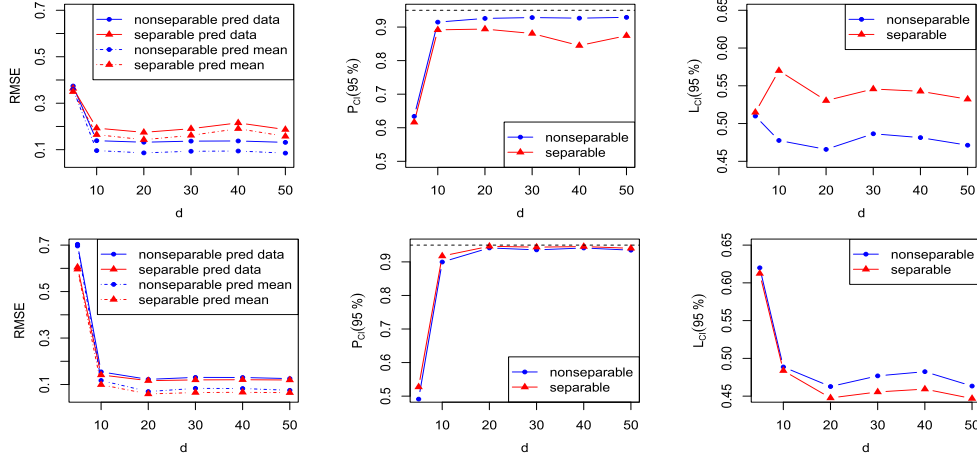 RMSE
0.1
0.3
0.5
0.7
nonseparable pred data
separable pred data
nonseparable pred mean
separable pred mean
10 20 30 40 50
d
P_CI(95 %)
0.5
0.6
0.7
0.8
0.9
nonseparable
separable
10 20 30 40 50
d
L_CI(95 %)
0.45
0.50
0.55
0.60
0.65
nonseparable
separable
10 20 30 40 50
d
RMSE
0.1
0.3
0.5
0.7
nonseparable pred data
separable pred data
nonseparable pred mean
separable pred mean
10 20 30 40 50
d
P_CI(95 %)
0.5
0.6
0.7
0.8
0.9
nonseparable
separable
10 20 30 40 50
d
L_CI(95 %)
0.45
0.50
0.55
0.60
0.65
nonseparable
separable
10 20 30 40 50
d